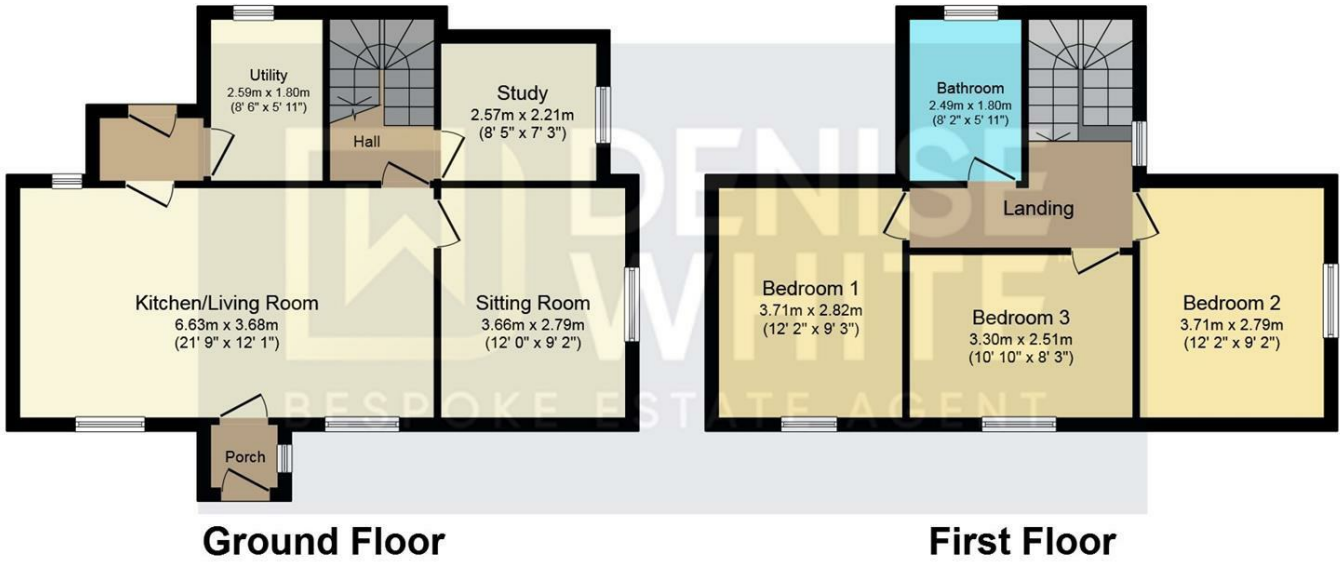 Utility
2.59m x 1.80m
(8' 6" x 5' 11")
Hall
Study
2.57m x 2.21m
(8' 5" x 7' 3")
Kitchen/Living Room
6.63m x 3.68m
(21' 9" x 12' 1")
Sitting Room
3.66m x 2.79m
(12' 0" x 9' 2")
Porch
Ground Floor
Bathroom
2.49m x 1.80m
(8' 2" x 5' 11")
Landing
Bedroom 1
3.71m x 2.82m
(12' 2" x 9' 3")
Bedroom 3
3.30m x 2.51m
(10' 10" x 8' 3")
Bedroom 2
3.71m x 2.79m
(12' 2" x 9' 2")
First Floor
DENISE
WHITE
BESPOKE ESTATE AGENT